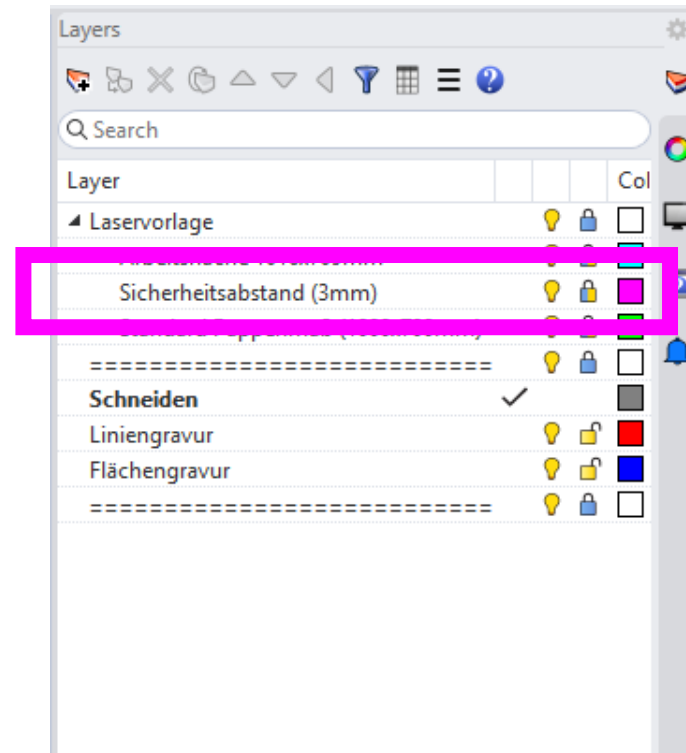 Layers
Search
Layer Col
Laservorlage
Sicherheitsabstand (3mm)
===========================
Schneiden
Liniengravur
Flächengravur
===========================